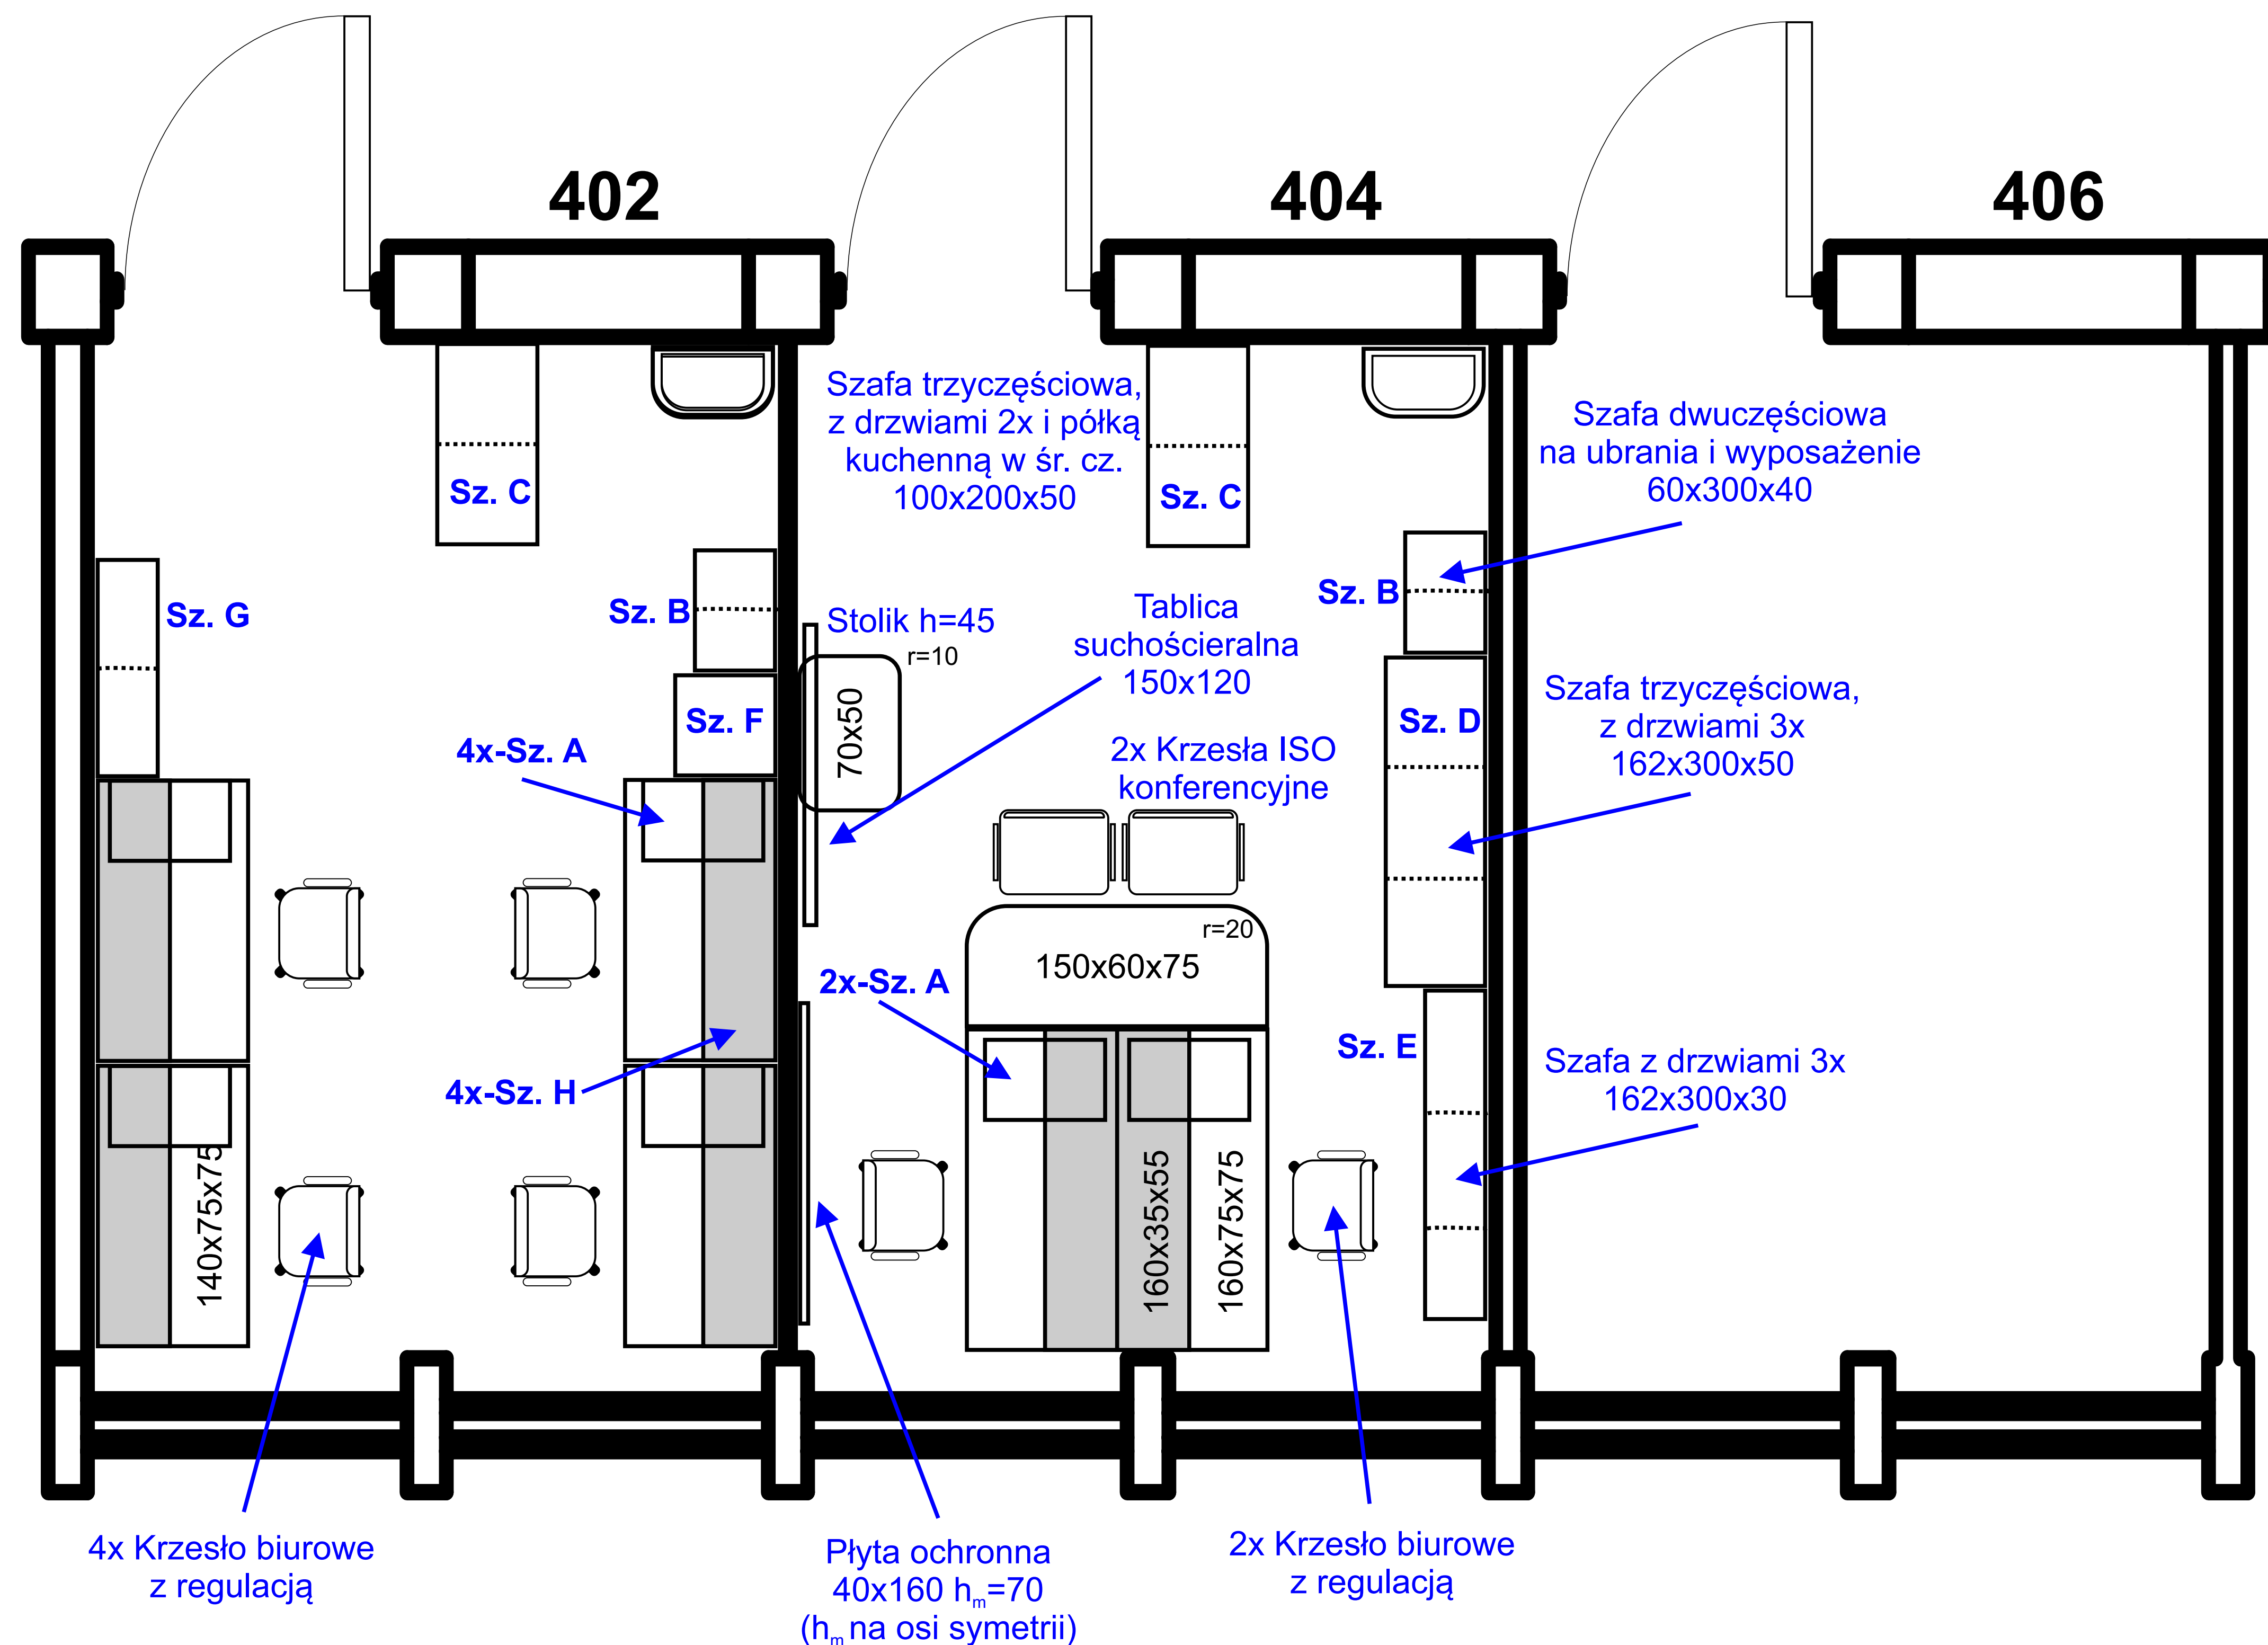 402
404
406
Szafa trzyczęściowa,
z drzwiami 2x i półką
kuchenną w śr. cz.
100x200x50
Szafa dwuczęściowa
na ubrania i wyposażenie
60x300x40
Sz. C
Sz. C
Sz. G
Sz. B
Stolik h=45
r=10
70x50
Tablica
suchościeralna
150x120
Sz. B
Sz. F
4x-Sz. A
2x Krzesła ISO
konferencyjne
Sz. D
Szafa trzyczęściowa,
z drzwiami 3x
162x300x50
r=20
150x60x75
2x-Sz. A
4x-Sz. H
Sz. E
Szafa z drzwiami 3x
162x300x30
140x75x75
160x35x55
160x75x75
4x Krzesło biurowe
z regulacją
Płyta ochronna
40x160 hm=70
(hm na osi symetrii)
2x Krzesło biurowe
z regulacją